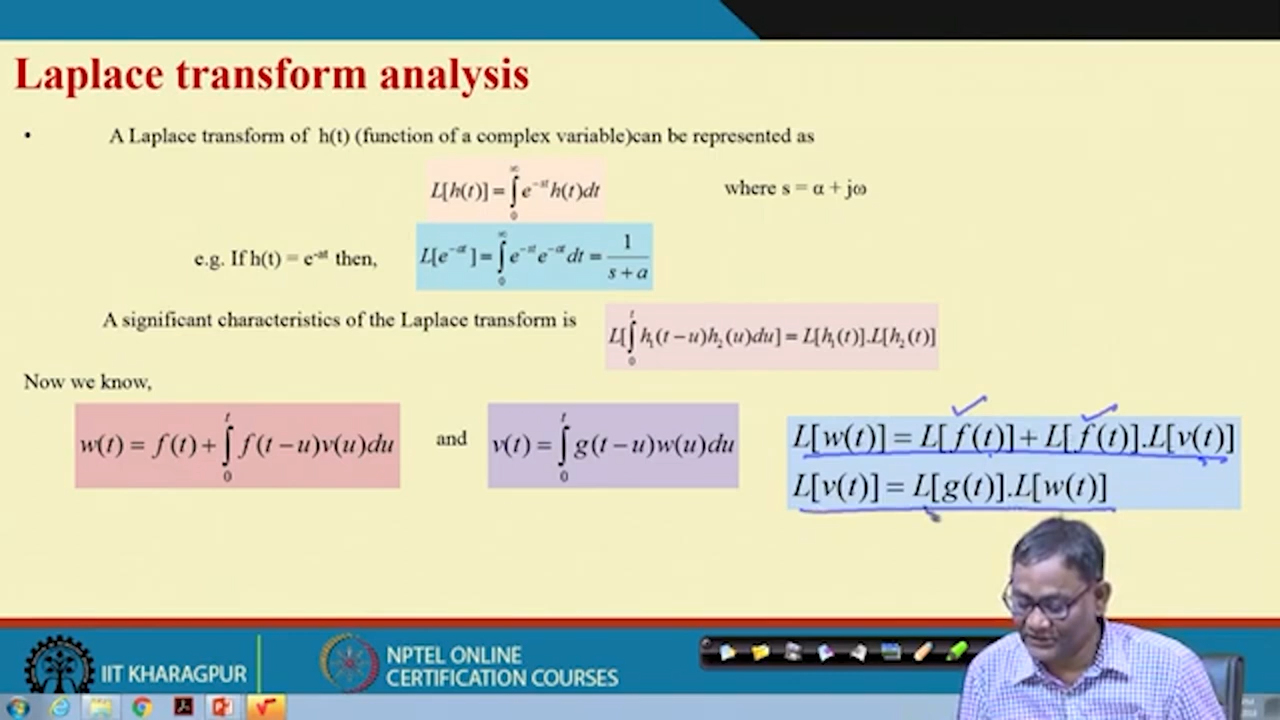 Laplace transform analysis
• A Laplace transform of h(t) (function of a complex variable)can be represented as
L[h(t)] = ∫₀^∞ e^{-st} h(t)dt where s = α + jω
e.g. If h(t) = e^{-at} then, L[e^{-at}] = ∫₀^∞ e^{-st} e^{-at} dt = 1/(s + a)
A significant characteristics of the Laplace transform is L[∫₀^t h₁(t − u)h₂(u)du] = L[h₁(t)].L[h₂(t)]
Now we know,
w(t) = f(t) + ∫₀^t f(t − u)v(u)du and v(t) = ∫₀^t g(t − u)w(u)du
L[w(t)] = L[f(t)] + L[f(t)].L[v(t)]
L[v(t)] = L[g(t)].L[w(t)]
IIT KHARAGPUR
NPTEL ONLINE
CERTIFICATION COURSES